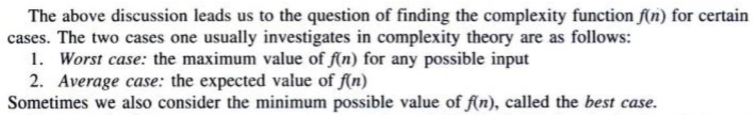 The above discussion leads us to the question of finding the complexity function f(n) for certain
cases. The two cases one usually investigates in complexity theory are as follows:
1. Worst case: the maximum value of f(n) for any possible input
2. Average case: the expected value of f(n)
Sometimes we also consider the minimum possible value of f(n), called the best case.